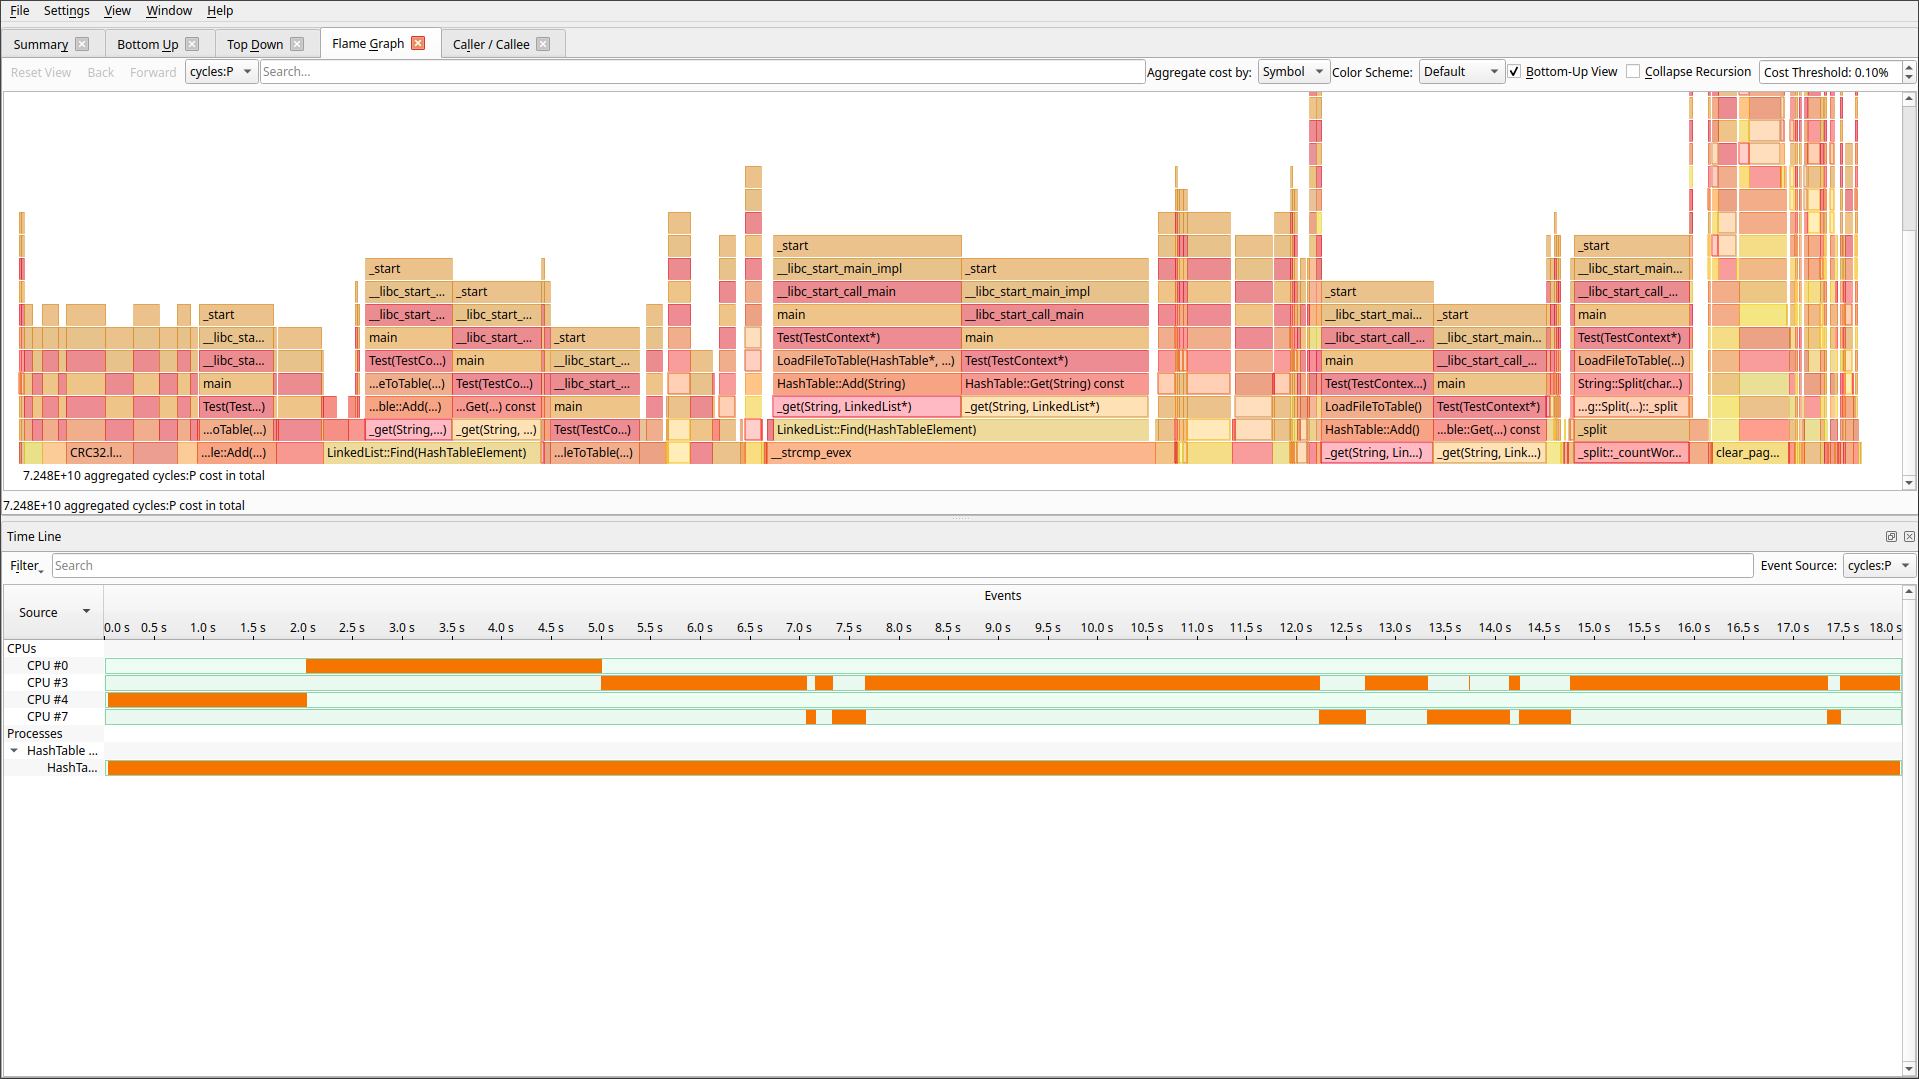 File Settings View Window Help
Summary Bottom Up Top Down Flame Graph Caller / Callee
Reset View Back Forward cycles:P Search... Aggregate cost by: Symbol Color Scheme: Default Bottom-Up View Collapse Recursion Cost Threshold: 0.10%
_start _start
_start __libc_start_main_impl _start __libc_start_main...
__libc_start_... _start __libc_start_call_main __libc_start_main_impl _start __libc_start_call_...
_start __libc_start_... __libc_start_... main __libc_start_call_main __libc_start_mai... _start main
__libc_sta... main __libc_start_... _start Test(TestContext*) main __libc_start_call_... __libc_start_main... Test(TestContext*)
__libc_sta... Test(TestCo...) main __libc_start_... LoadFileToTable(HashTable*, ...) Test(TestContext*) main __libc_start_call_... LoadFileToTable(...)
main ...eToTable(...) Test(TestCo...) __libc_start_... HashTable::Add(String) HashTable::Get(String) const Test(TestContex...) main String::Split(char...)
Test(Test...) ...ble::Add(...) ...Get(...) const main _get(String, LinkedList*) _get(String, LinkedList*) LoadFileToTable() Test(TestContext*) ...g::Split(...)::_split
...oTable(...) _get(String,...) _get(String, ...) Test(TestCo...) LinkedList::Find(HashTableElement) HashTable::Add() ...ble::Get(...) const _split
CRC32.l... ...le::Add(...) LinkedList::Find(HashTableElement) ...leToTable(...) __strcmp_evex _get(String, Lin...) _get(String, Link...) _split::_countWor... clear_pag...
7.248E+10 aggregated cycles:P cost in total
7.248E+10 aggregated cycles:P cost in total
Time Line
Filter Search Event Source: cycles:P
Source Events
0.0 s 0.5 s 1.0 s 1.5 s 2.0 s 2.5 s 3.0 s 3.5 s 4.0 s 4.5 s 5.0 s 5.5 s 6.0 s 6.5 s 7.0 s 7.5 s 8.0 s 8.5 s 9.0 s 9.5 s 10.0 s 10.5 s 11.0 s 11.5 s 12.0 s 12.5 s 13.0 s 13.5 s 14.0 s 14.5 s 15.0 s 15.5 s 16.0 s 16.5 s 17.0 s 17.5 s 18.0 s
CPUs
CPU #0
CPU #3
CPU #4
CPU #7
Processes
HashTable ...
HashTa...